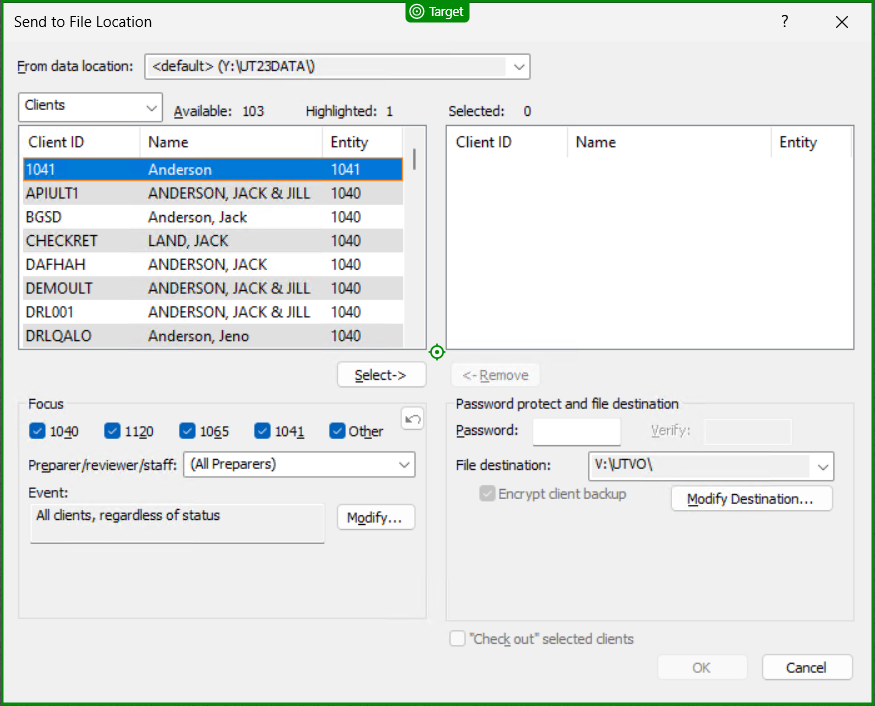 Target
Send to File Location ?
From data location: <default> (Y:\UT23DATA\)
Clients Available: 103 Highlighted: 1 Selected: 0
Client ID Name Entity Client ID Name Entity
1041 Anderson 1041
APIULT1 ANDERSON, JACK & JILL 1040
BGSD Anderson, Jack 1040
CHECKRET LAND, JACK 1040
DAFHAH ANDERSON, JACK 1040
DEMOULT ANDERSON, JACK & JILL 1040
DRL001 ANDERSON, JACK & JILL 1040
DRLQALO Anderson, Jeno 1040
Select-> <- Remove
Focus
1040 1120 1065 1041 Other
Preparer/reviewer/staff: (All Preparers)
Event:
All clients, regardless of status Modify...
Password protect and file destination
Password: Verify:
File destination: V:\UTVO\
Encrypt client backup Modify Destination...
"Check out" selected clients
OK Cancel